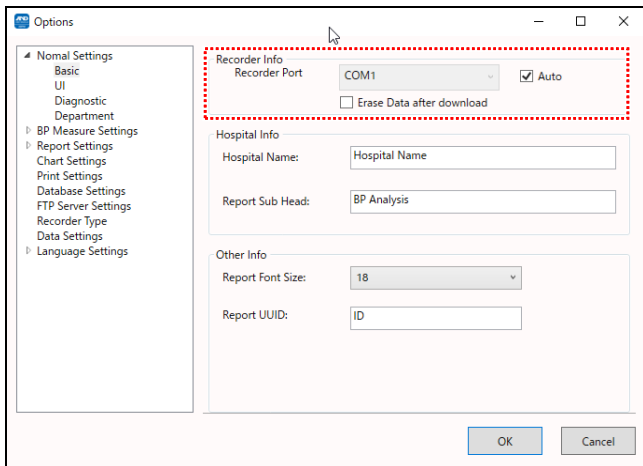 AND Options
Nomal Settings
Basic
UI
Diagnostic
Department
BP Measure Settings
Report Settings
Chart Settings
Print Settings
Database Settings
FTP Server Settings
Recorder Type
Data Settings
Language Settings
Recorder Info
Recorder Port COM1 Auto
Erase Data after download
Hospital Info
Hospital Name: Hospital Name
Report Sub Head: BP Analysis
Other Info
Report Font Size: 18
Report UUID: ID
OK Cancel